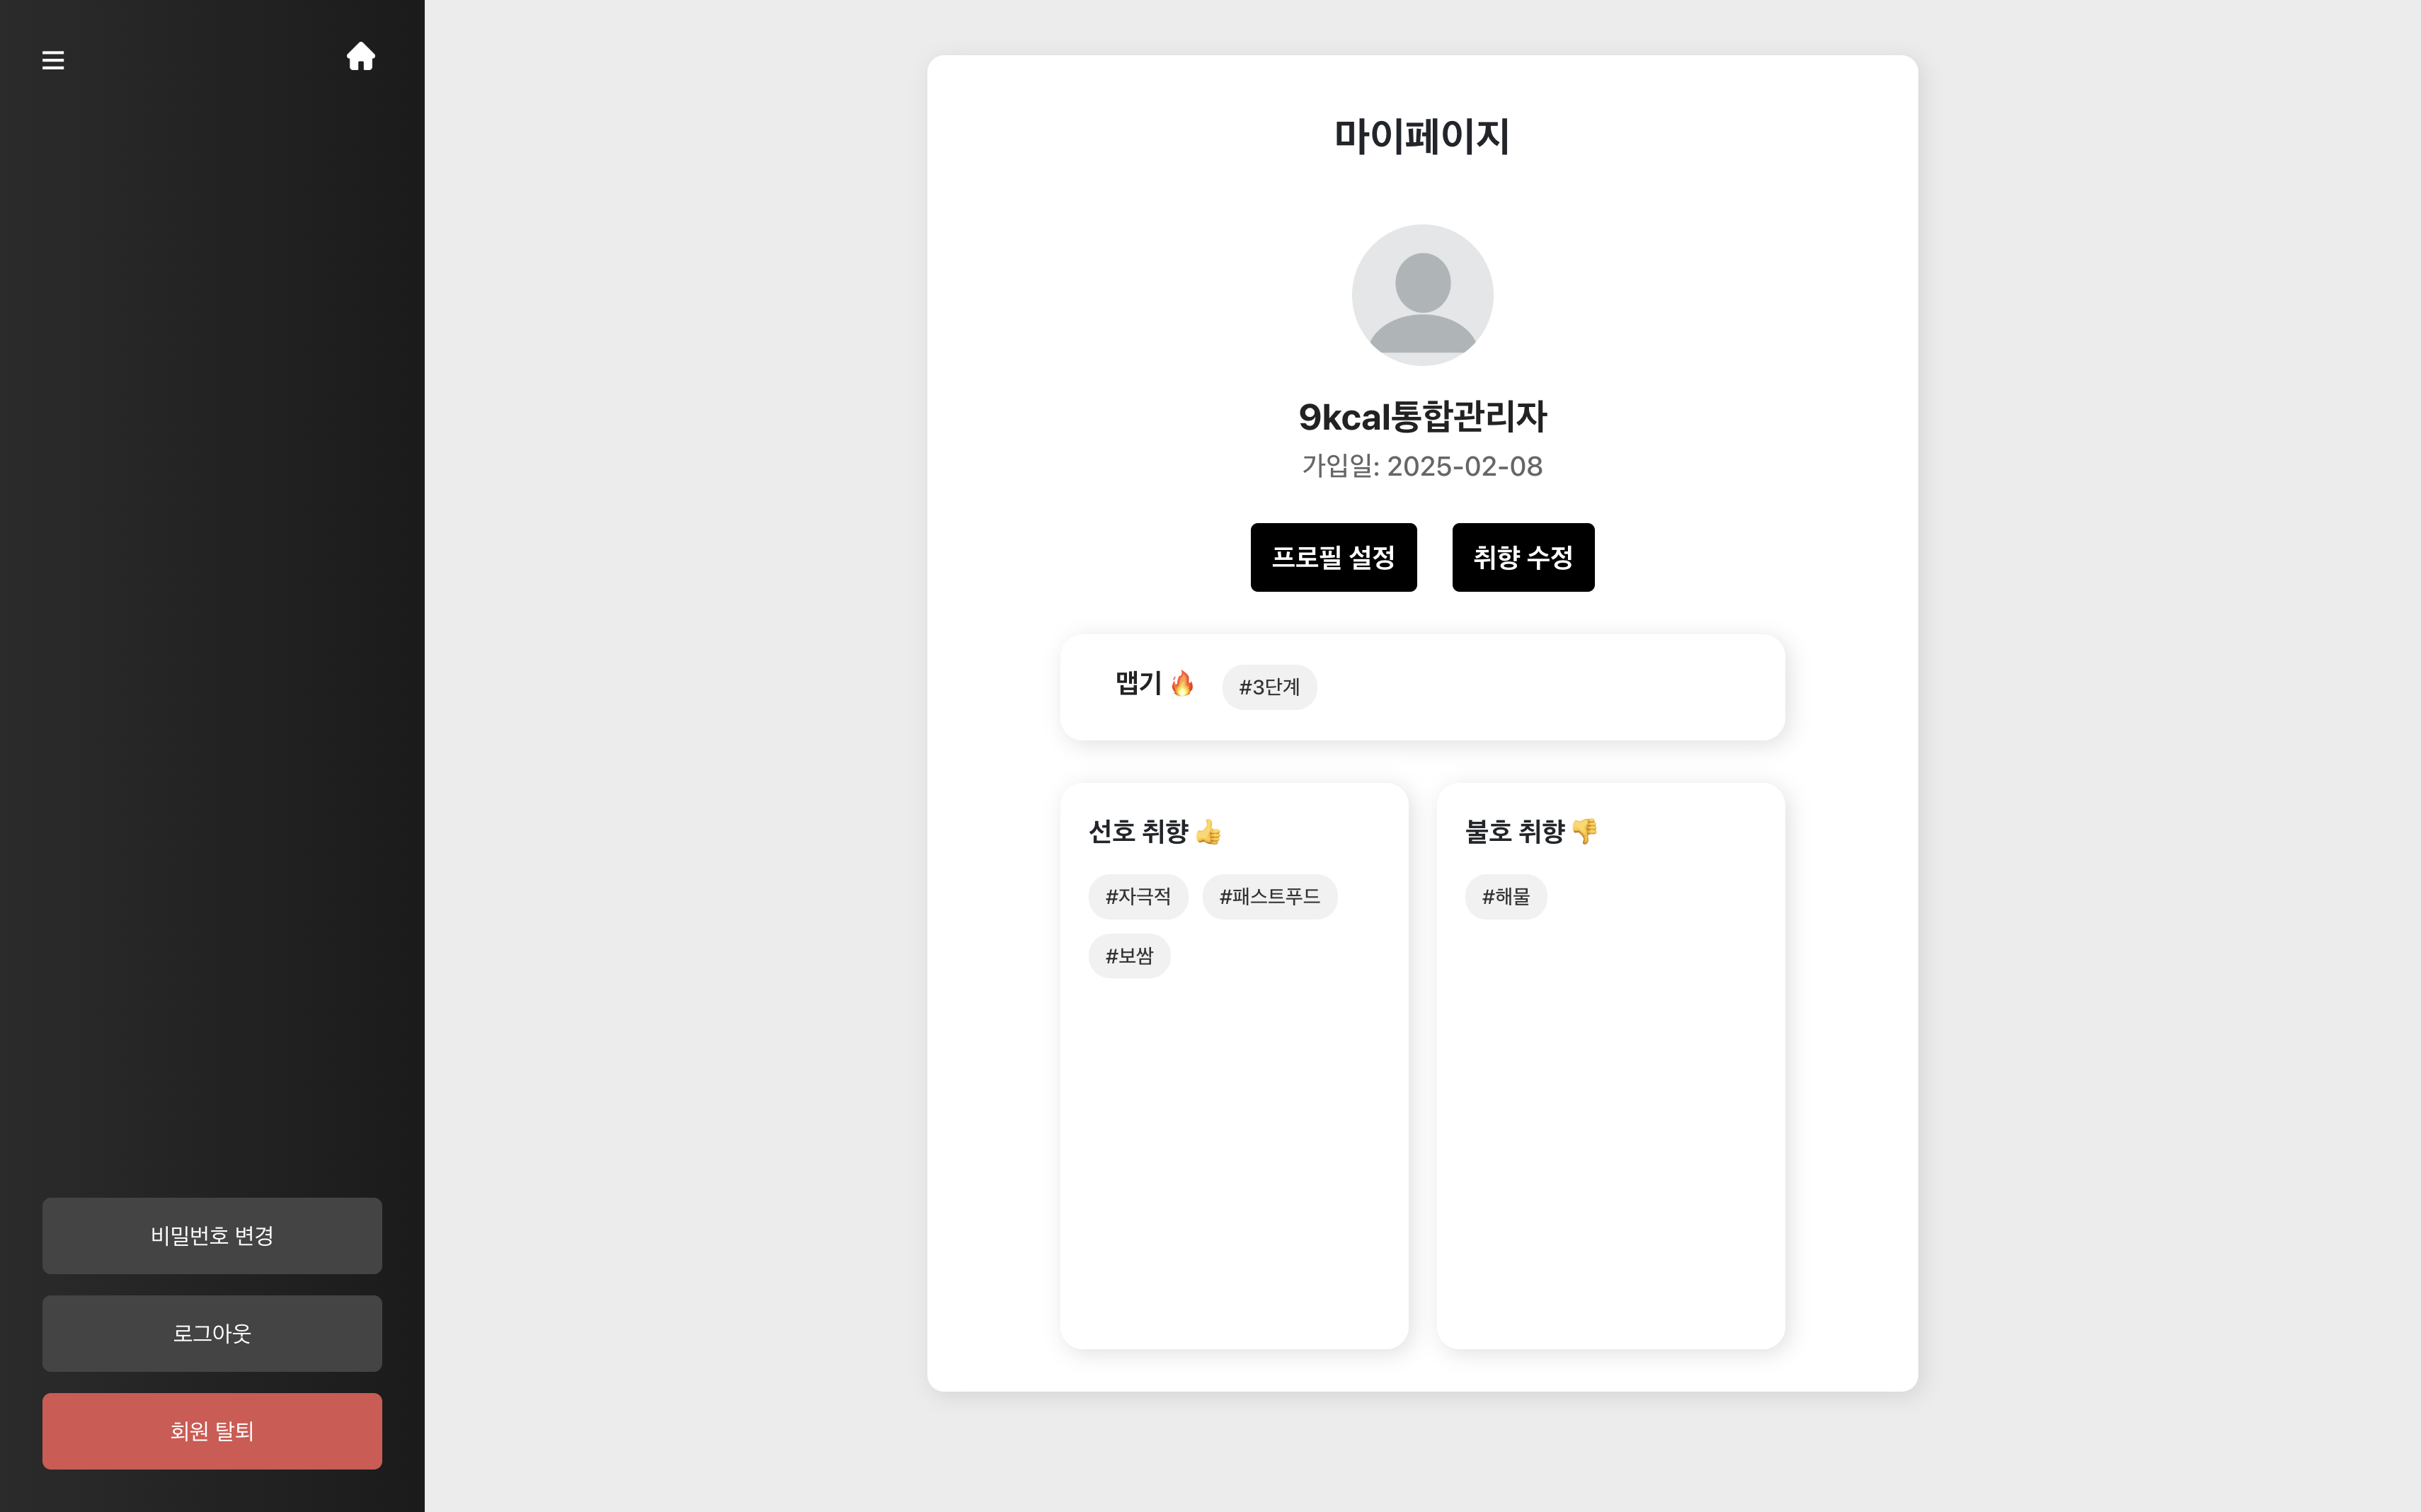 마이페이지
9kcal통합관리자
가입일: 2025-02-08
프로필 설정
취향 수정
맵기 🔥 #3단계
선호 취향 👍
#자극적 #패스트푸드
#보쌈
불호 취향 👎
#해물
비밀번호 변경
로그아웃
회원 탈퇴